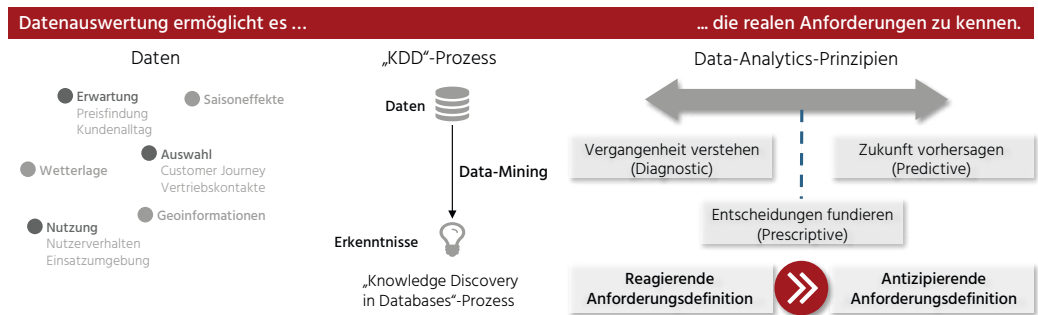 Datenauswertung ermöglicht es ...
... die realen Anforderungen zu kennen.
Daten
Erwartung
Preisfindung
Kundenalltag
Saisoneffekte
Auswahl
Customer Journey
Vertriebskontakte
Wetterlage
Geoinformationen
Nutzung
Nutzerverhalten
Einsatzumgebung
„KDD“-Prozess
Daten
Data-Mining
Erkenntnisse
„Knowledge Discovery
in Databases“-Prozess
Data-Analytics-Prinzipien
Vergangenheit verstehen
(Diagnostic)
Zukunft vorhersagen
(Predictive)
Entscheidungen fundieren
(Prescriptive)
Reagierende
Anforderungsdefinition
Antizipierende
Anforderungsdefinition